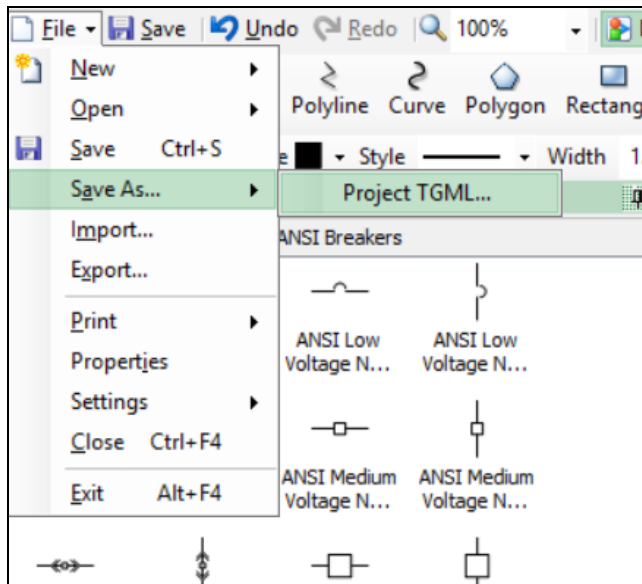 File Save Undo Redo 100%
New
Open
Save Ctrl+S
Save As...
Import...
Export...
Print
Properties
Settings
Close Ctrl+F4
Exit Alt+F4
Project TGML...
Polyline Curve Polygon Rectang
e Style Width 1
ANSI Breakers
ANSI Low
Voltage N...
ANSI Low
Voltage N...
ANSI Medium
Voltage N...
ANSI Medium
Voltage N...